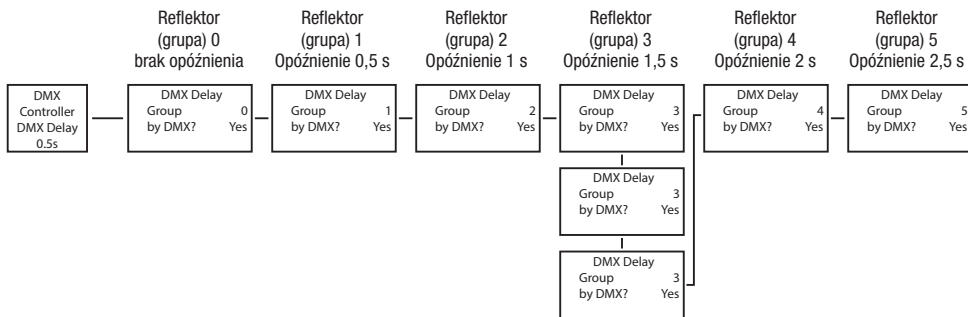 Reflektor
(grupa) 0
brak opóźnienia
Reflektor
(grupa) 1
Opóźnienie 0,5 s
Reflektor
(grupa) 2
Opóźnienie 1 s
Reflektor
(grupa) 3
Opóźnienie 1,5 s
Reflektor
(grupa) 4
Opóźnienie 2 s
Reflektor
(grupa) 5
Opóźnienie 2,5 s
DMX
Controller
DMX Delay
0.5s
DMX Delay
Group 0
by DMX? Yes
DMX Delay
Group 1
by DMX? Yes
DMX Delay
Group 2
by DMX? Yes
DMX Delay
Group 3
by DMX? Yes
DMX Delay
Group 4
by DMX? Yes
DMX Delay
Group 5
by DMX? Yes
DMX Delay
Group 3
by DMX? Yes
DMX Delay
Group 3
by DMX? Yes